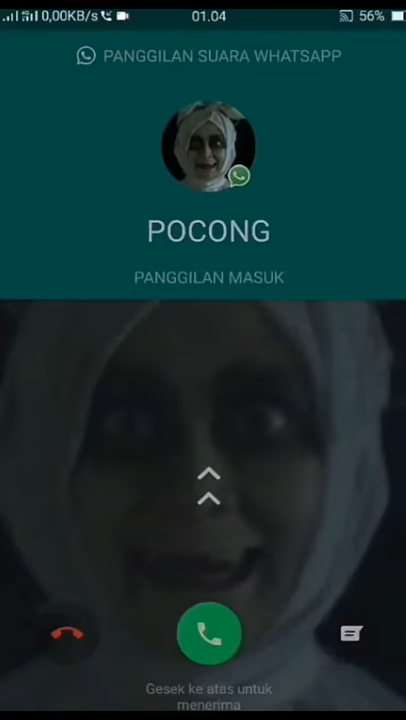 0,00KB/s 01.04 56%
PANGGILAN SUARA WHATSAPP
POCONG
PANGGILAN MASUK
Gesek ke atas untuk
menerima